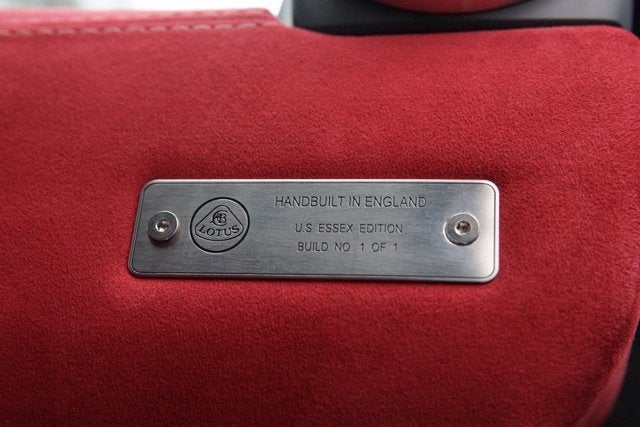 HANDBUILT IN ENGLAND
LOTUS
U.S ESSEX EDITION
BUILD NO 1 OF 1